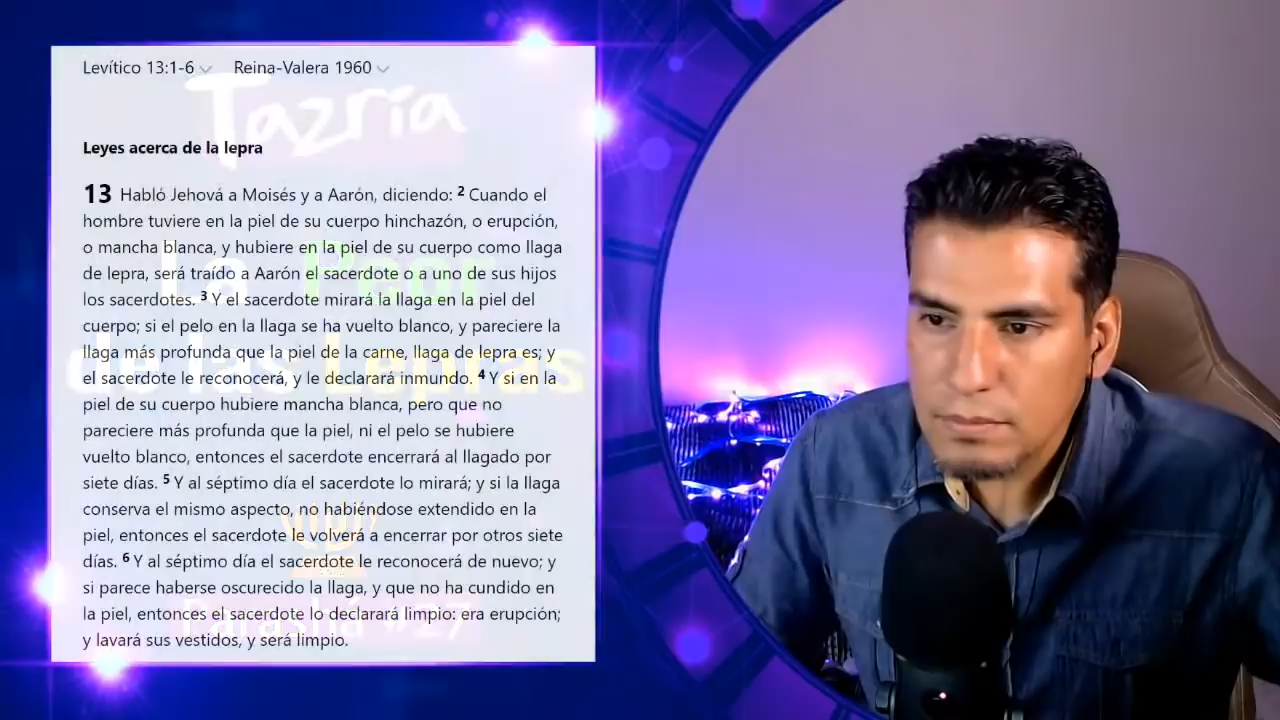 Levítico 13:1-6 Reina-Valera 1960
Tazría
Leyes acerca de la lepra
13 Habló Jehová a Moisés y a Aarón, diciendo: 2 Cuando el
hombre tuviere en la piel de su cuerpo hinchazón, o erupción,
o mancha blanca, y hubiere en la piel de su cuerpo como llaga
de lepra, será traído a Aarón el sacerdote o a uno de sus hijos
los sacerdotes. 3 Y el sacerdote mirará la llaga en la piel del
cuerpo; si el pelo en la llaga se ha vuelto blanco, y pareciere la
llaga más profunda que la piel de la carne, llaga de lepra es; y
el sacerdote le reconocerá, y le declarará inmundo. 4 Y si en la
piel de su cuerpo hubiere mancha blanca, pero que no
pareciere más profunda que la piel, ni el pelo se hubiere
vuelto blanco, entonces el sacerdote encerrará al llagado por
siete días. 5 Y al séptimo día el sacerdote lo mirará; y si la llaga
conserva el mismo aspecto, no habiéndose extendido en la
piel, entonces el sacerdote le volverá a encerrar por otros siete
días. 6 Y al séptimo día el sacerdote le reconocerá de nuevo; y
si parece haberse oscurecido la llaga, y que no ha cundido en
la piel, entonces el sacerdote lo declarará limpio: era erupción;
y lavará sus vestidos, y será limpio.
La Peor
de las Lepras
Parashá #27